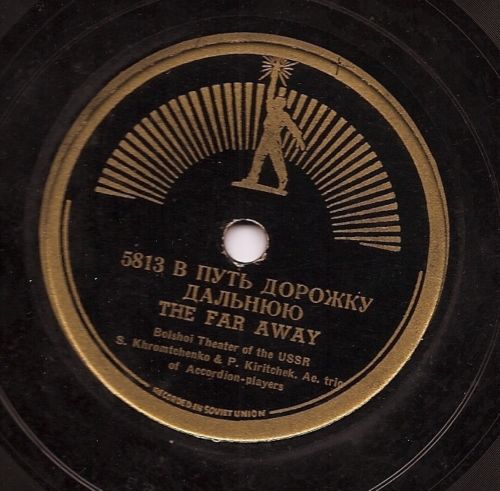 5813 В ПУТЬ ДОРОЖКУ
ДАЛЬНЮЮ
THE FAR AWAY
Bolshoi Theater of the USSR
S. Khromtchenko & P. Kiritchek. Ae. trio
of Accordion-players
RECORDED IN SOVIET UNION